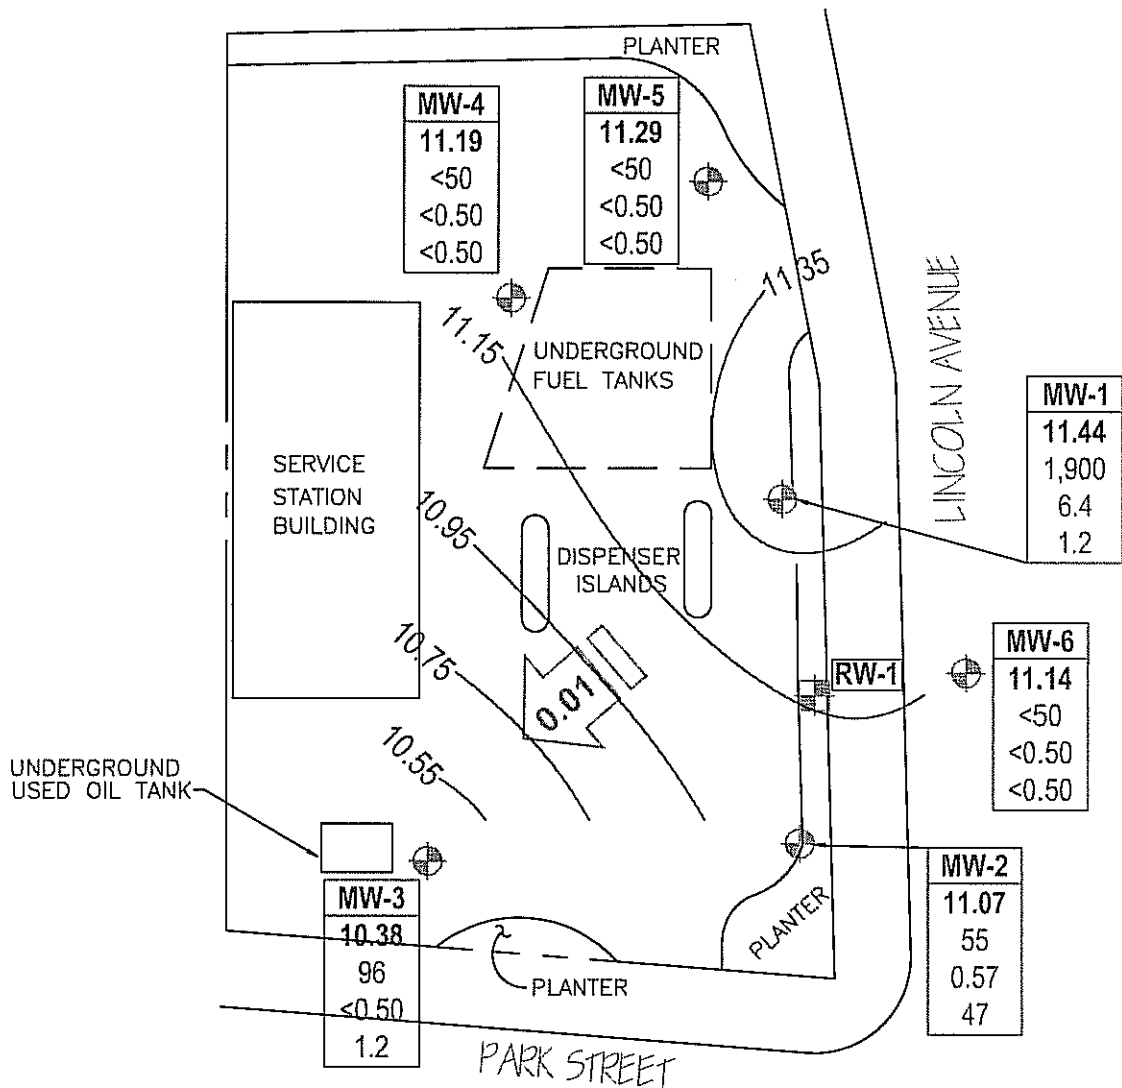 PLANTER
MW-4
11.19
<50
<0.50
<0.50
MW-5
11.29
<50
<0.50
<0.50
11.35
11.15
UNDERGROUND
FUEL TANKS
LINCOLN AVENUE
MW-1
11.44
1,900
6.4
1.2
SERVICE
STATION
BUILDING
10.95
DISPENSER
ISLANDS
10.75
0.01
RW-1
MW-6
11.14
<50
<0.50
<0.50
10.55
UNDERGROUND
USED OIL TANK
MW-3
10.38
96
<0.50
1.2
PLANTER
PLANTER
MW-2
11.07
55
0.57
47
PARK STREET